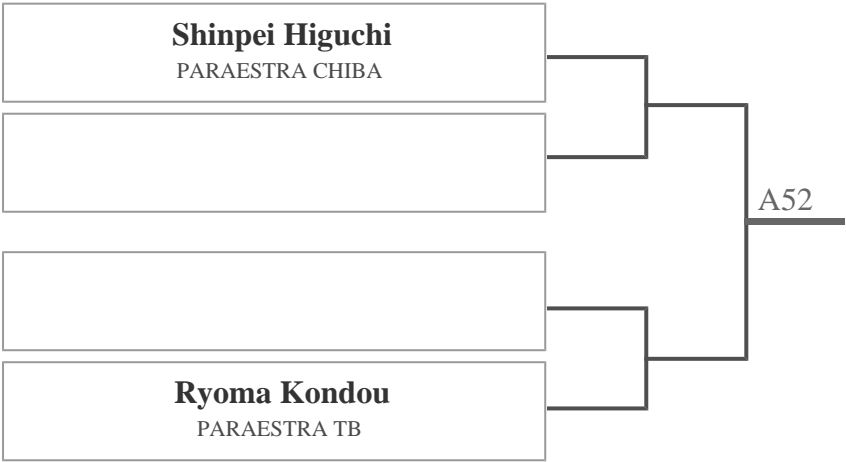 Shinpei Higuchi
PARAESTRA CHIBA
A52
Ryoma Kondou
PARAESTRA TB